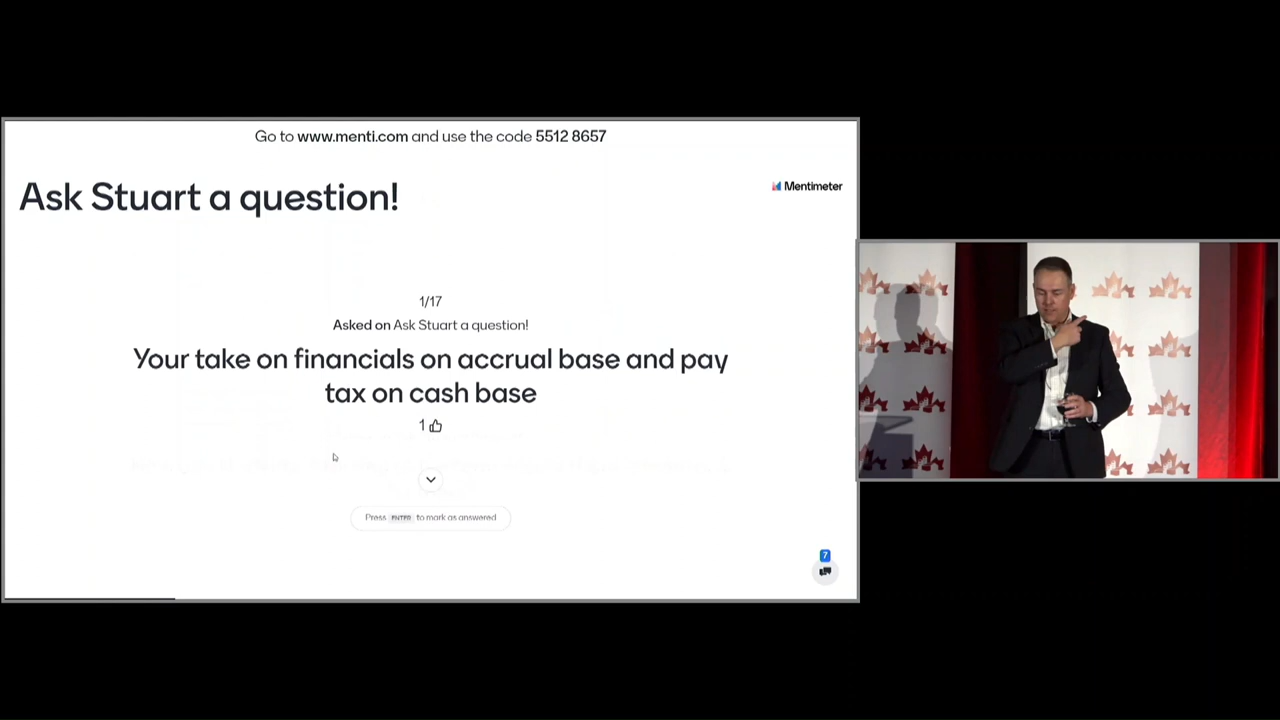 Go to www.menti.com and use the code 5512 8657
Ask Stuart a question!
Mentimeter
1/17
Asked on Ask Stuart a question!
Your take on financials on accrual base and pay
tax on cash base
1
Press ENTER to mark as answered
7